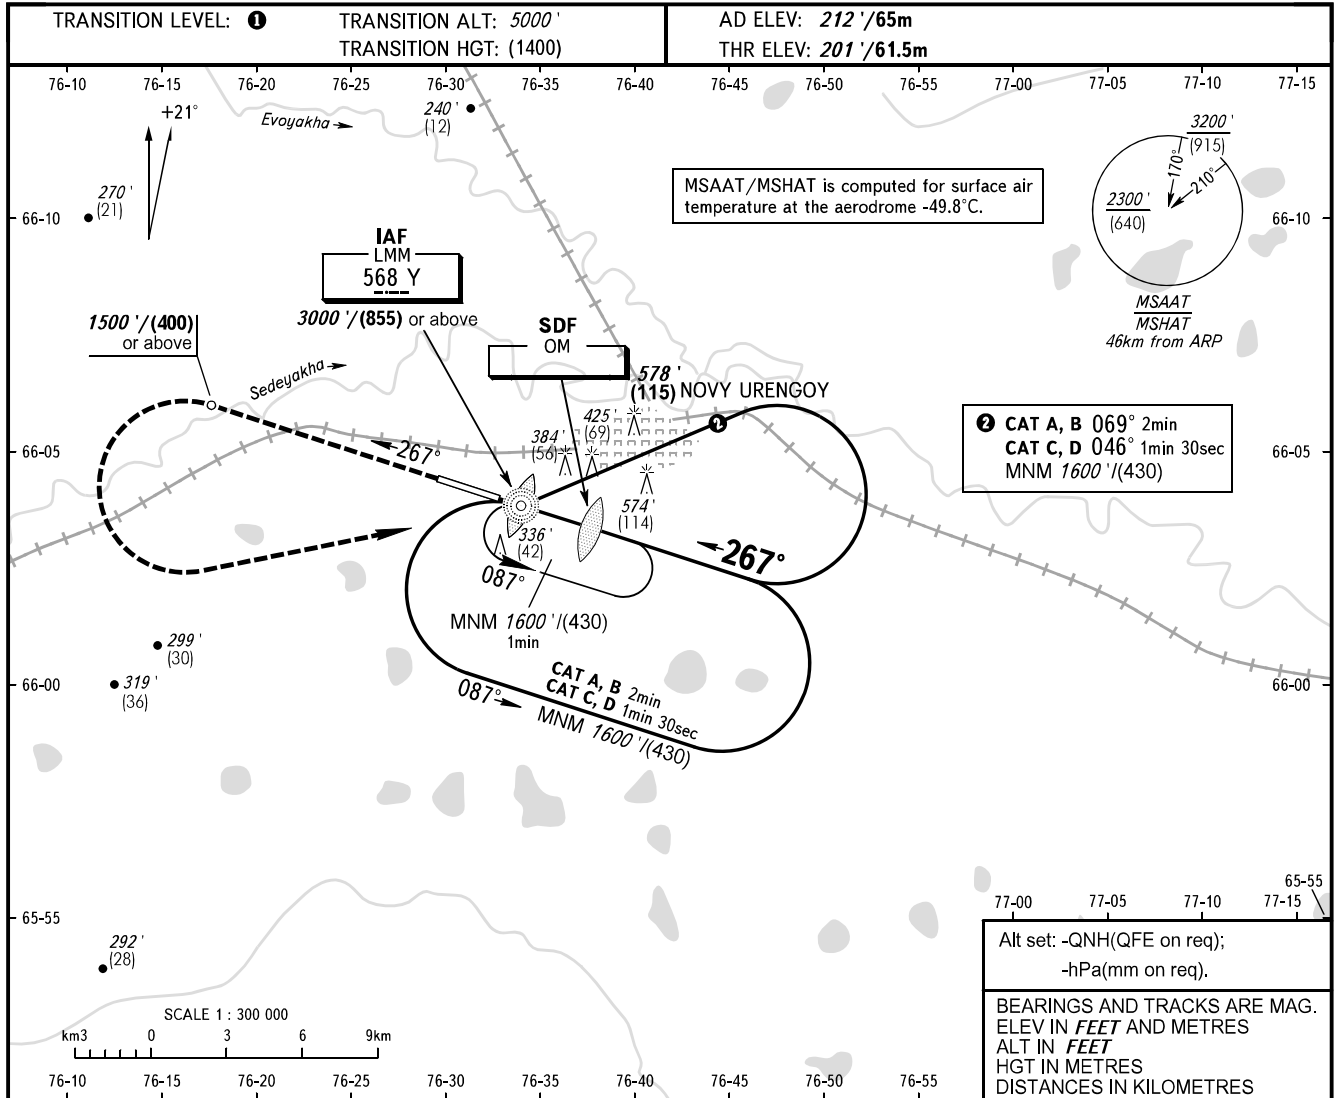 TRANSITION LEVEL: ❶
TRANSITION ALT: 5000 '
TRANSITION HGT: (1400)
AD ELEV: 212 '/65m
THR ELEV: 201 '/61.5m
76-10 76-15 76-20 76-25 76-30 76-35 76-40 76-45 76-50 76-55 77-00 77-05 77-10 77-15
+21°
240 '
(12)
Evoyakha
3200 '
(915)
170°
210°
2300 '
(640)
MSAAT
MSHAT
46km from ARP
MSAAT/MSHAT is computed for surface air
temperature at the aerodrome -49.8°C.
270 '
(21)
66-10 66-10
IAF
LMM
568 Y
3000 '/(855) or above
1500 '/(400)
or above
SDF
OM
Sedeyakha
578 '
(115) NOVY URENGOY
425 '
(69)
384 '
(56)
574 '
(114)
❷
❷ CAT A, B 069° 2min
CAT C, D 046° 1min 30sec
MNM 1600 '/(430)
66-05 66-05
267°
336 '
(42)
267°
087°
MNM 1600 '/(430)
1min
299 '
(30)
319 '
(36)
66-00 66-00
CAT A, B 2min
CAT C, D 1min 30sec
087°
MNM 1600 '/(430)
65-55
77-00 77-05 77-10 77-15
65-55
292 '
(28)
Alt set: -QNH(QFE on req);
-hPa(mm on req).
SCALE 1 : 300 000
km3 0 3 6 9km
BEARINGS AND TRACKS ARE MAG.
ELEV IN FEET AND METRES
ALT IN FEET
HGT IN METRES
DISTANCES IN KILOMETRES
76-10 76-15 76-20 76-25 76-30 76-35 76-40 76-45 76-50 76-55